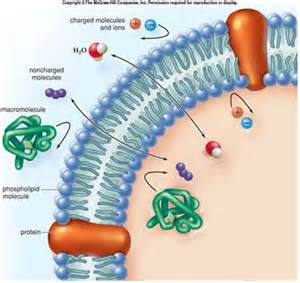 Copyright © The McGraw-Hill Companies, Inc. Permission required for reproduction or display.
charged molecules
and ions
+
−
H₂O
noncharged
molecules
macromolecule
+
−
phospholipid
molecule
protein